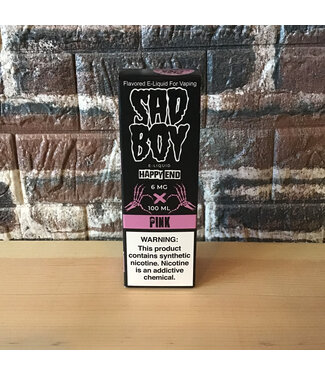 Flavored E-Liquid For Vaping
SAD
BOY
E-LIQUID
HAPPY END
6 MG
100 ML
PINK
WARNING:
This product
contains synthetic
nicotine. Nicotine
is an addictive
chemical.